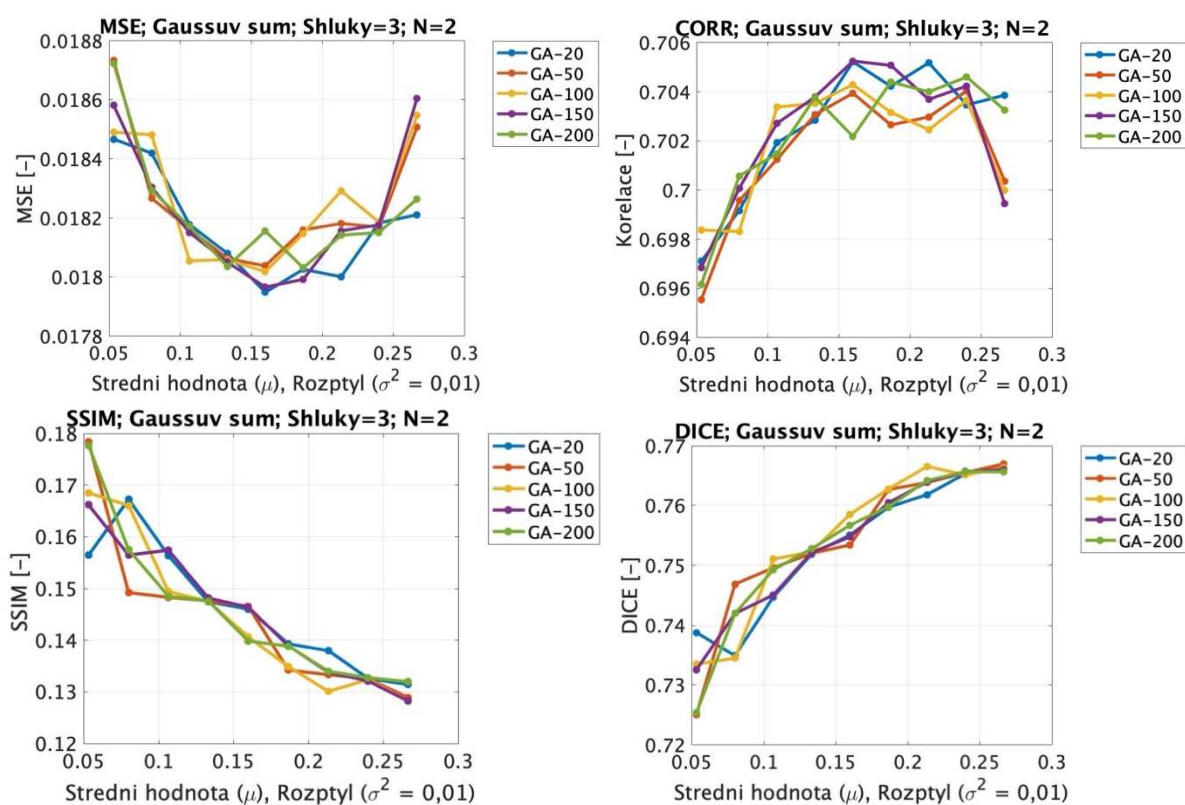 MSE; Gaussuv sum; Shluky=3; N=2
0.0188
0.0186
0.0184
0.0182
0.018
0.0178
MSE [-]
0.05 0.1 0.15 0.2 0.25 0.3
Stredni hodnota (μ), Rozptyl (σ² = 0,01)
GA-20
GA-50
GA-100
GA-150
GA-200
CORR; Gaussuv sum; Shluky=3; N=2
0.706
0.704
0.702
0.7
0.698
0.696
0.694
Korelace [-]
0.05 0.1 0.15 0.2 0.25 0.3
Stredni hodnota (μ), Rozptyl (σ² = 0,01)
GA-20
GA-50
GA-100
GA-150
GA-200
SSIM; Gaussuv sum; Shluky=3; N=2
0.18
0.17
0.16
0.15
0.14
0.13
0.12
SSIM [-]
0.05 0.1 0.15 0.2 0.25 0.3
Stredni hodnota (μ), Rozptyl (σ² = 0,01)
GA-20
GA-50
GA-100
GA-150
GA-200
DICE; Gaussuv sum; Shluky=3; N=2
0.77
0.76
0.75
0.74
0.73
0.72
DICE [-]
0.05 0.1 0.15 0.2 0.25 0.3
Stredni hodnota (μ), Rozptyl (σ² = 0,01)
GA-20
GA-50
GA-100
GA-150
GA-200